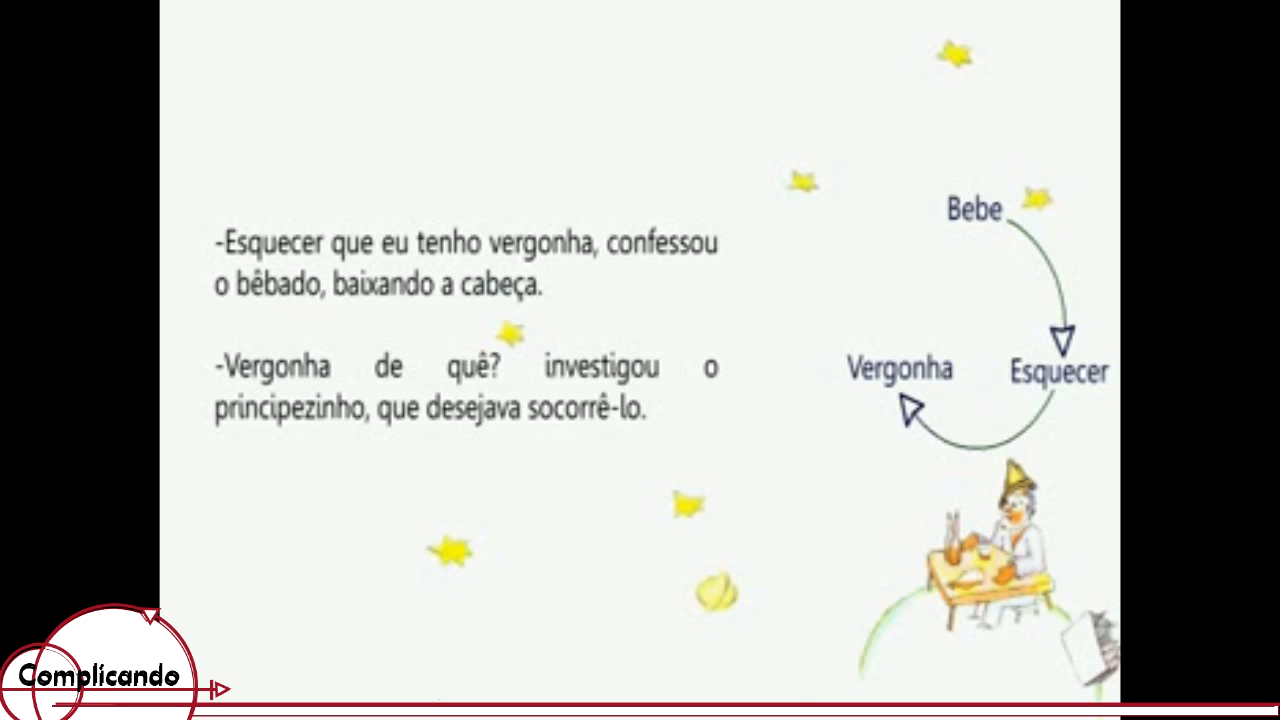 Bebe
-Esquecer que eu tenho vergonha, confessou
o bêbado, baixando a cabeça.
-Vergonha de quê? investigou o
principezinho, que desejava socorrê-lo.
Vergonha
Esquecer
Complicando